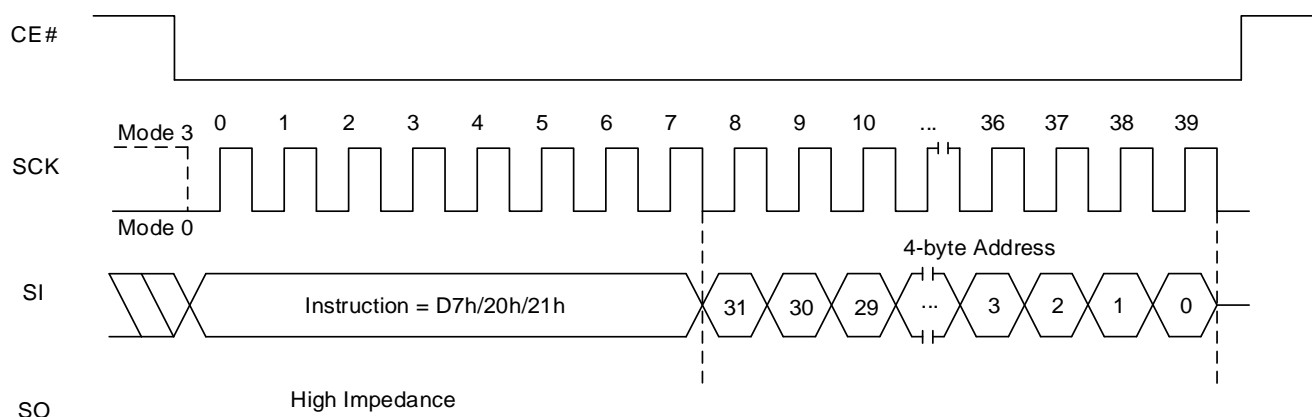 CE#
0 1 2 3 4 5 6 7 8 9 10 ... 36 37 38 39
Mode 3
SCK
Mode 0
4-byte Address
SI
Instruction = D7h/20h/21h 31 30 29 ... 3 2 1 0
High Impedance
SO